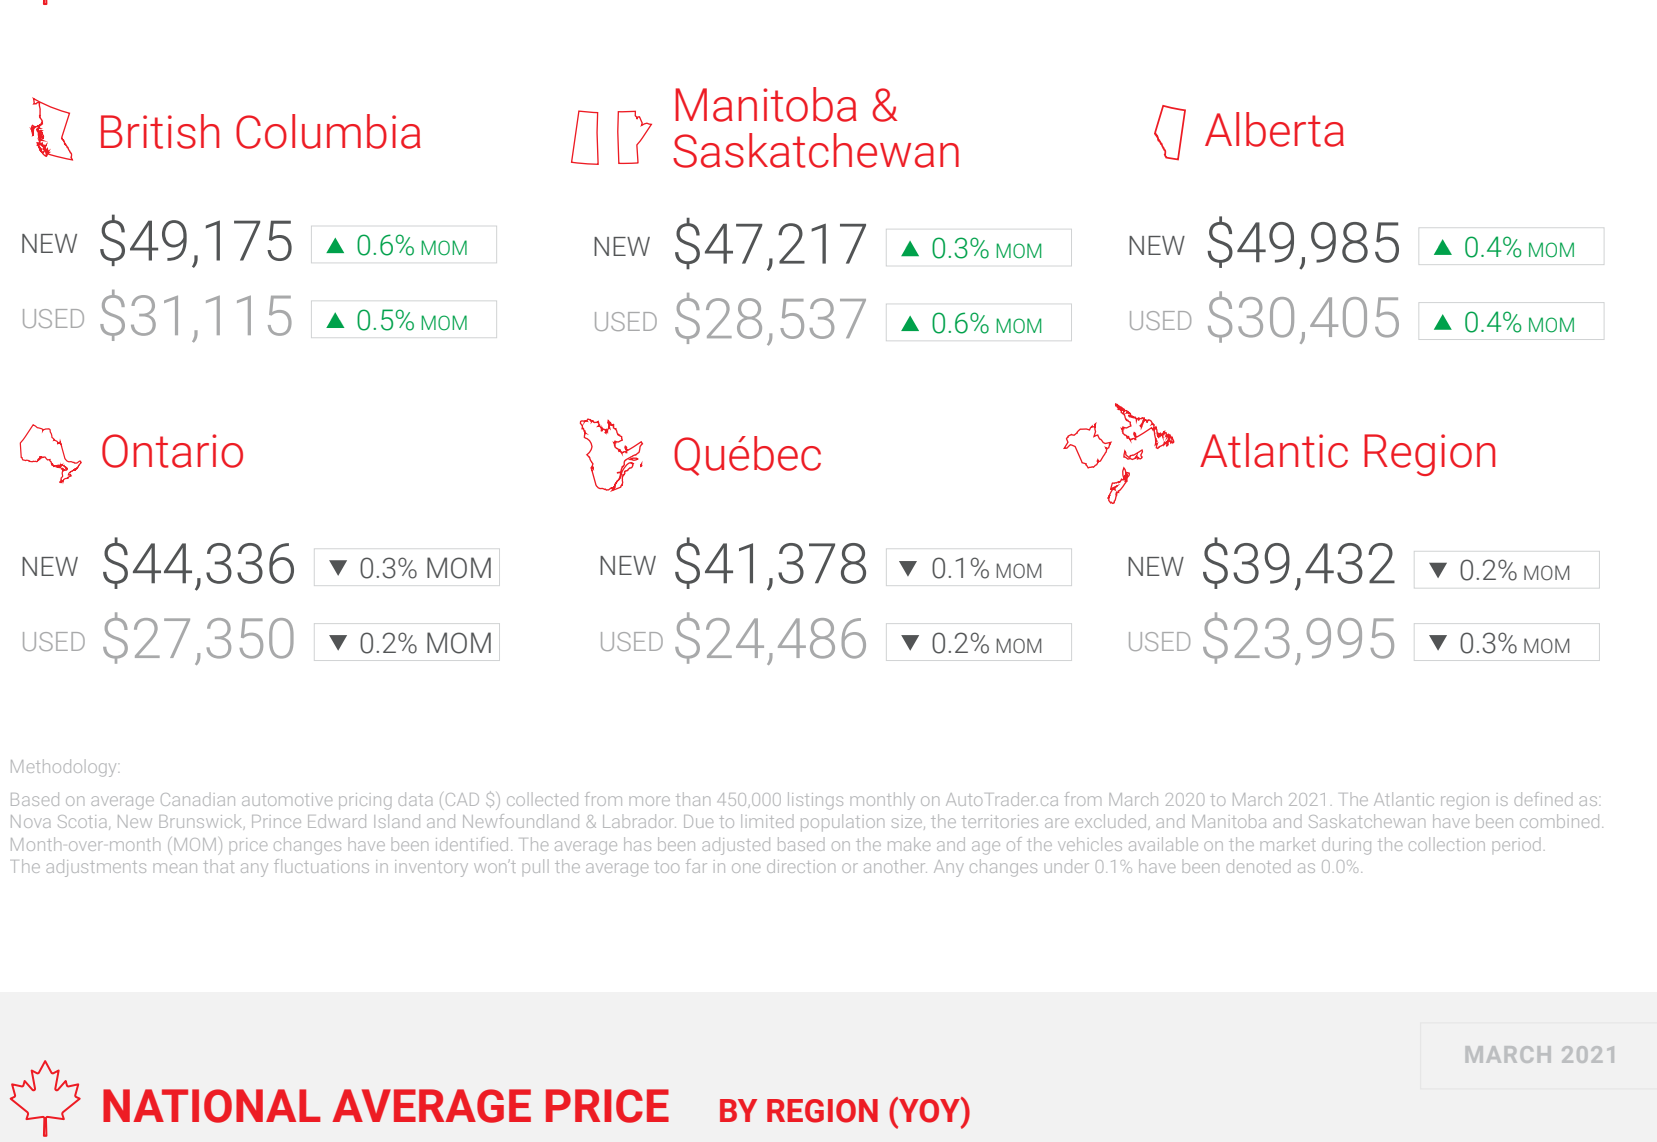 British Columbia
NEW $49,175 ▲ 0.6% MOM
USED $31,115 ▲ 0.5% MOM
Manitoba &
Saskatchewan
NEW $47,217 ▲ 0.3% MOM
USED $28,537 ▲ 0.6% MOM
Alberta
NEW $49,985 ▲ 0.4% MOM
USED $30,405 ▲ 0.4% MOM
Ontario
NEW $44,336 ▼ 0.3% MOM
USED $27,350 ▼ 0.2% MOM
Québec
NEW $41,378 ▼ 0.1% MOM
USED $24,486 ▼ 0.2% MOM
Atlantic Region
NEW $39,432 ▼ 0.2% MOM
USED $23,995 ▼ 0.3% MOM
Methodology:
Based on average Canadian automotive pricing data (CAD $) collected from more than 450,000 listings monthly on AutoTrader.ca from March 2020 to March 2021. The Atlantic region is defined as:
Nova Scotia, New Brunswick, Prince Edward Island and Newfoundland & Labrador. Due to limited population size, the territories are excluded, and Manitoba and Saskatchewan have been combined.
Month-over-month (MOM) price changes have been identified. The average has been adjusted based on the make and age of the vehicles available on the market during the collection period.
The adjustments mean that any fluctuations in inventory won't pull the average too far in one direction or another. Any changes under 0.1% have been denoted as 0.0%.
MARCH 2021
NATIONAL AVERAGE PRICE BY REGION (YOY)